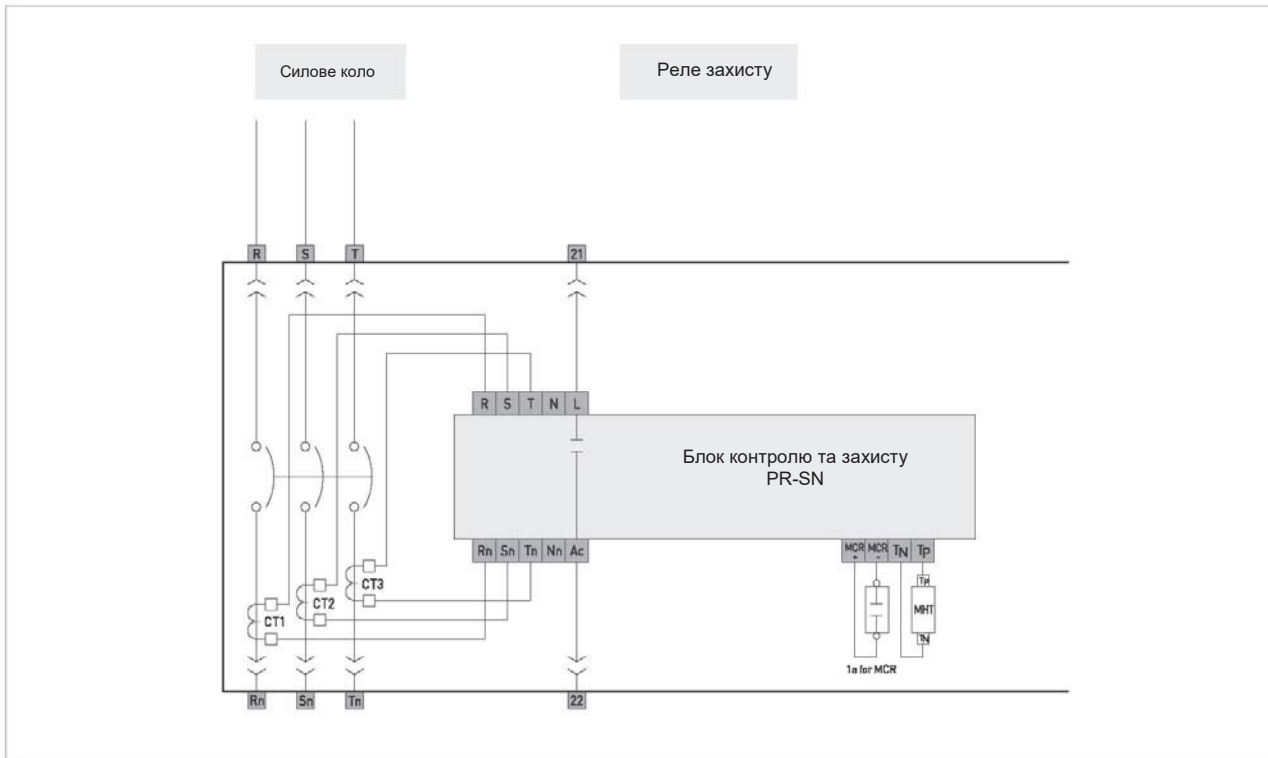 Силове коло
Реле захисту
R S T 21
R S T N L
Блок контролю та захисту
PR-SN
Rn Sn Tn Nn Ac
MCR + MCR - TN Tp
CT3
CT2
CT1
Tp
MHT
TN
1a for MCR
Rn Sn Tn 22